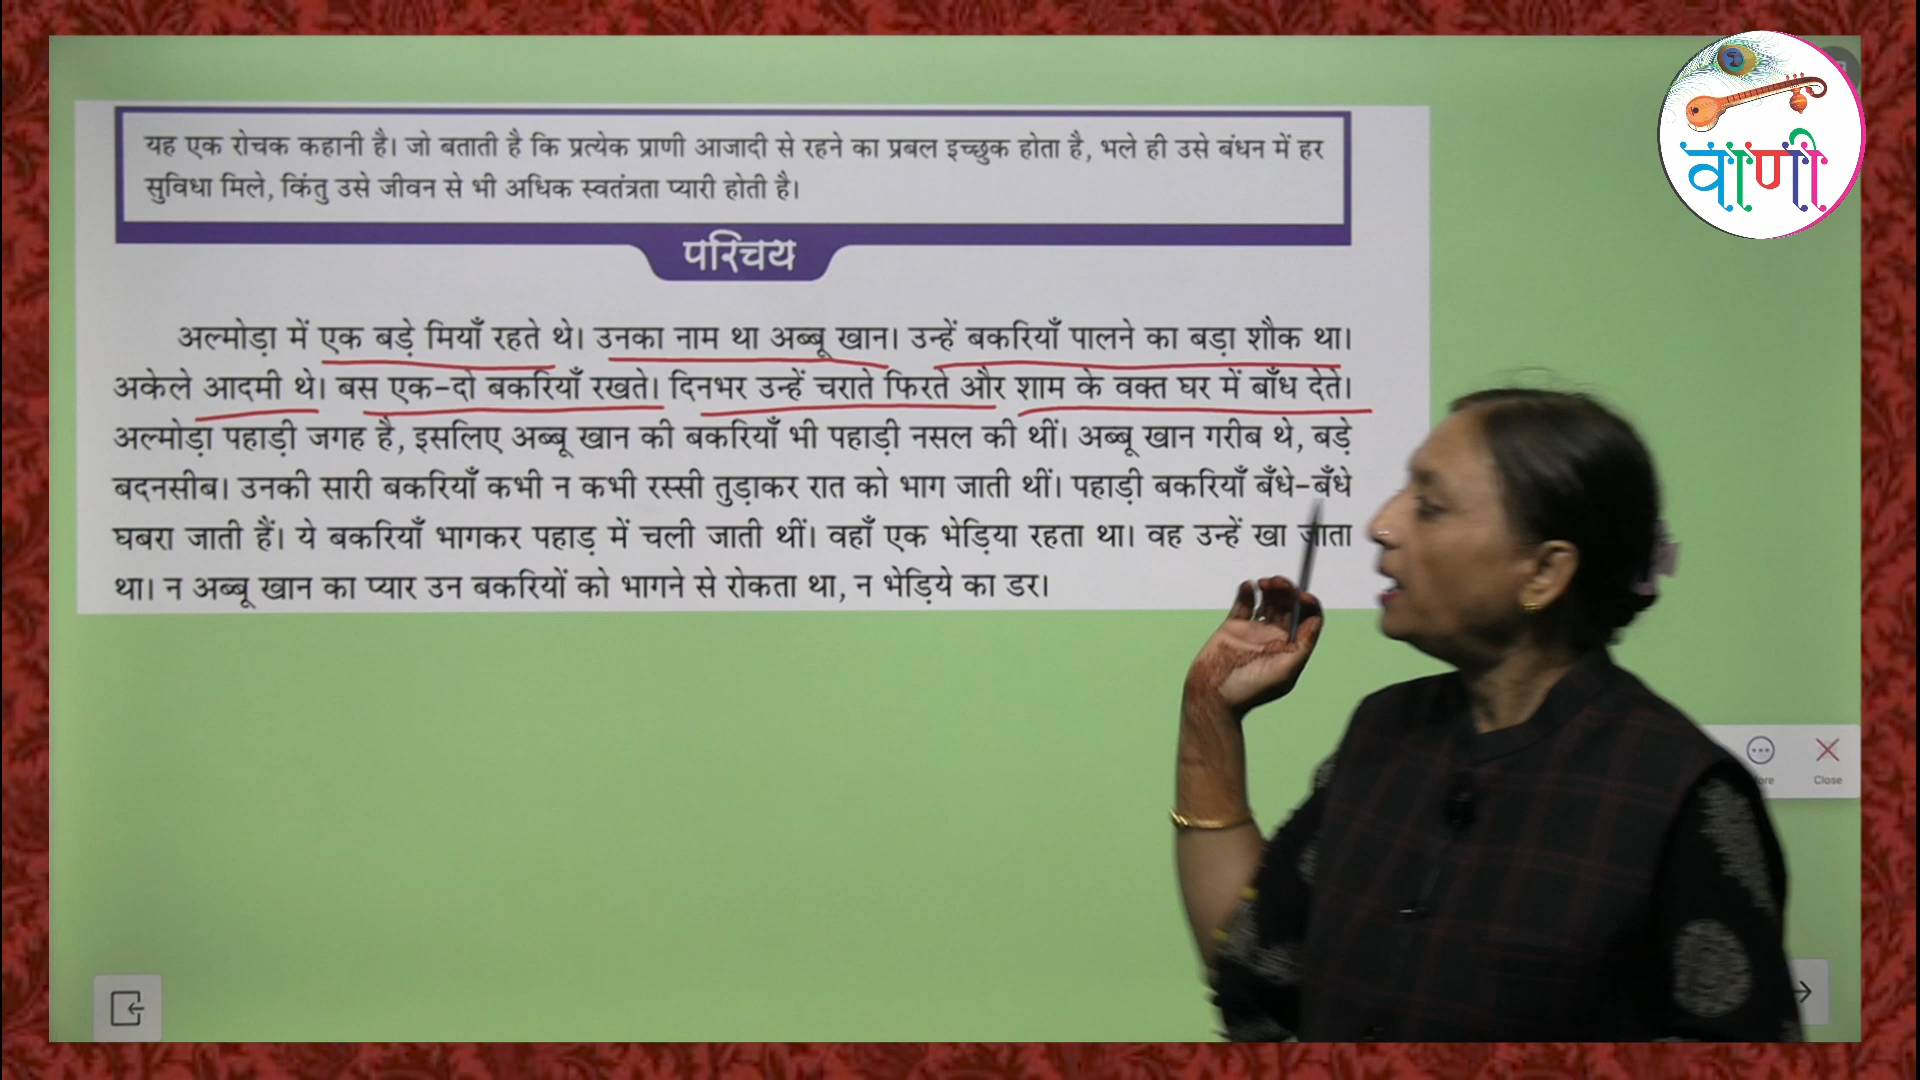 वाणी
यह एक रोचक कहानी है। जो बताती है कि प्रत्येक प्राणी आजादी से रहने का प्रबल इच्छुक होता है, भले ही उसे बंधन में हर
सुविधा मिले, किंतु उसे जीवन से भी अधिक स्वतंत्रता प्यारी होती है।
परिचय
अल्मोड़ा में एक बड़े मियाँ रहते थे। उनका नाम था अब्बू खान। उन्हें बकरियाँ पालने का बड़ा शौक था।
अकेले आदमी थे। बस एक-दो बकरियाँ रखते। दिनभर उन्हें चराते फिरते और शाम के वक्त घर में बाँध देते।
अल्मोड़ा पहाड़ी जगह है, इसलिए अब्बू खान की बकरियाँ भी पहाड़ी नसल की थीं। अब्बू खान गरीब थे, बड़े
बदनसीब। उनकी सारी बकरियाँ कभी न कभी रस्सी तुड़ाकर रात को भाग जाती थीं। पहाड़ी बकरियाँ बँधे-बँधे
घबरा जाती हैं। ये बकरियाँ भागकर पहाड़ में चली जाती थीं। वहाँ एक भेड़िया रहता था। वह उन्हें खा जाता
था। न अब्बू खान का प्यार उन बकरियों को भागने से रोकता था, न भेड़िये का डर।
Close